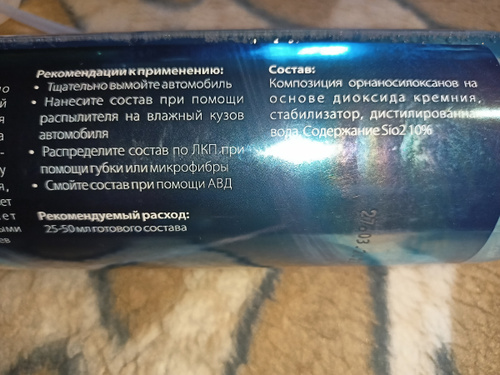 Рекомендации к применению:
• Тщательно вымойте автомобиль
• Нанесите состав при помощи
распылителя на влажный кузов
автомобиля
• Распределите состав по ЛКП при
помощи губки или микрофибры
• Смойте состав при помощи АВД
Рекомендуемый расход:
25-50 мл готового состава
Состав:
Композиция орнаносилоксанов на
основе диоксида кремния,
стабилизатор, дистилированная
вода. Содержание Sio2 10%